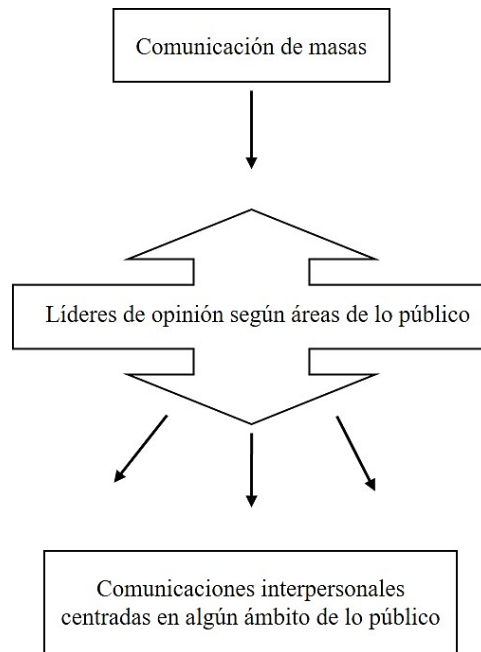 Comunicación de masas
Líderes de opinión según áreas de lo público
Comunicaciones interpersonales
centradas en algún ámbito de lo público